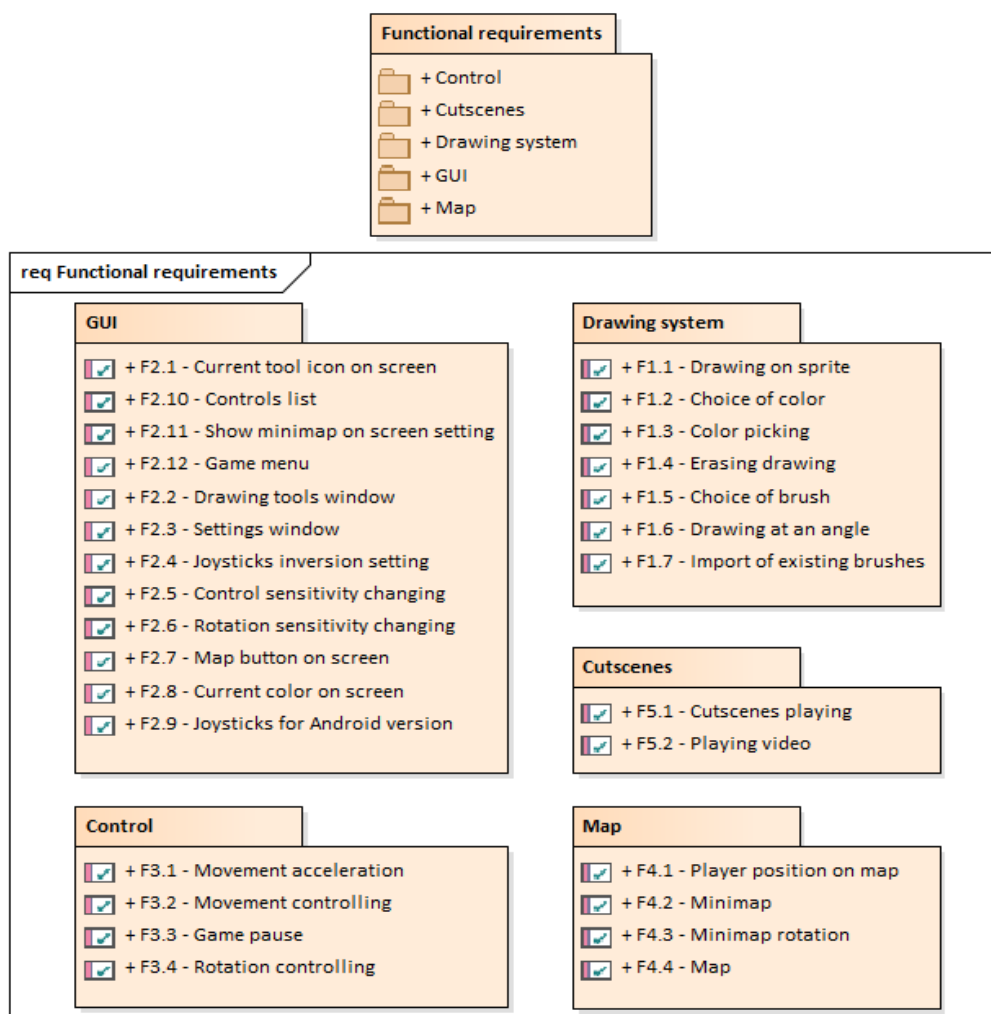 Functional requirements
+ Control
+ Cutscenes
+ Drawing system
+ GUI
+ Map
req Functional requirements
GUI
+ F2.1 - Current tool icon on screen
+ F2.10 - Controls list
+ F2.11 - Show minimap on screen setting
+ F2.12 - Game menu
+ F2.2 - Drawing tools window
+ F2.3 - Settings window
+ F2.4 - Joysticks inversion setting
+ F2.5 - Control sensitivity changing
+ F2.6 - Rotation sensitivity changing
+ F2.7 - Map button on screen
+ F2.8 - Current color on screen
+ F2.9 - Joysticks for Android version
Drawing system
+ F1.1 - Drawing on sprite
+ F1.2 - Choice of color
+ F1.3 - Color picking
+ F1.4 - Erasing drawing
+ F1.5 - Choice of brush
+ F1.6 - Drawing at an angle
+ F1.7 - Import of existing brushes
Cutscenes
+ F5.1 - Cutscenes playing
+ F5.2 - Playing video
Control
+ F3.1 - Movement acceleration
+ F3.2 - Movement controlling
+ F3.3 - Game pause
+ F3.4 - Rotation controlling
Map
+ F4.1 - Player position on map
+ F4.2 - Minimap
+ F4.3 - Minimap rotation
+ F4.4 - Map